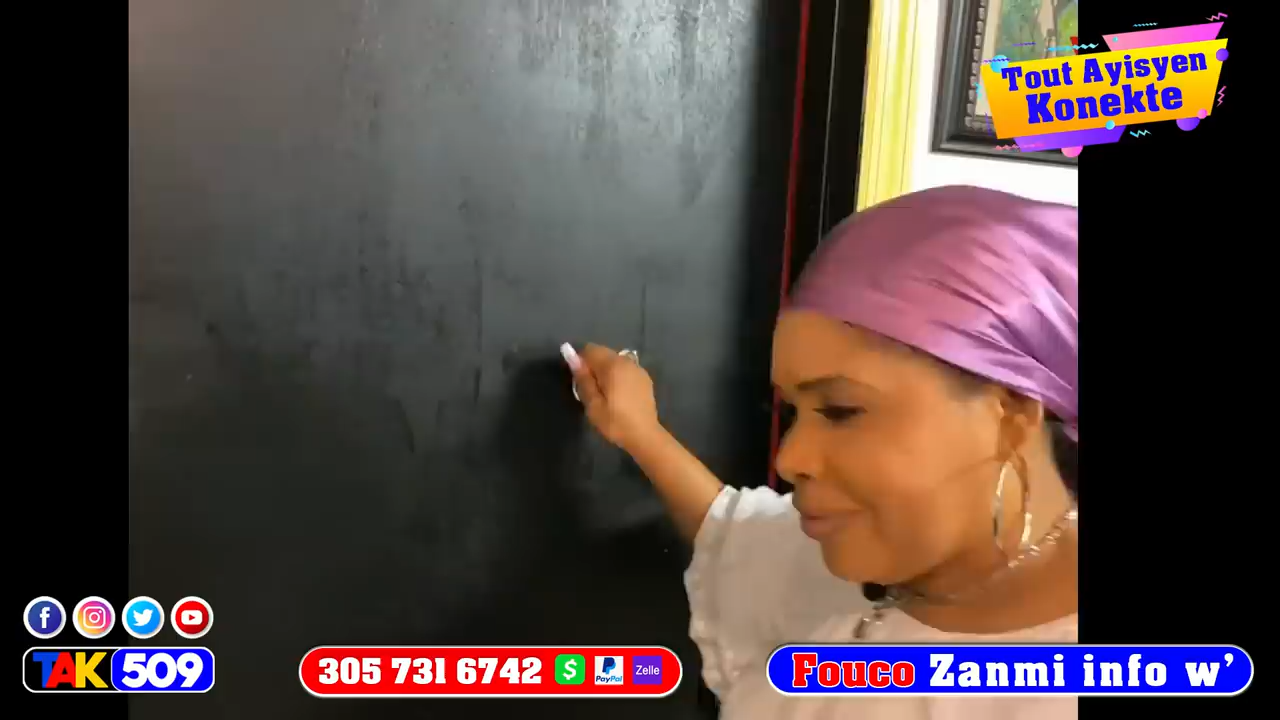 Tout Ayisyen
Konekte
TAK 509
305 731 6742
$
PayPal
Zelle
Fouco Zanmi info w'